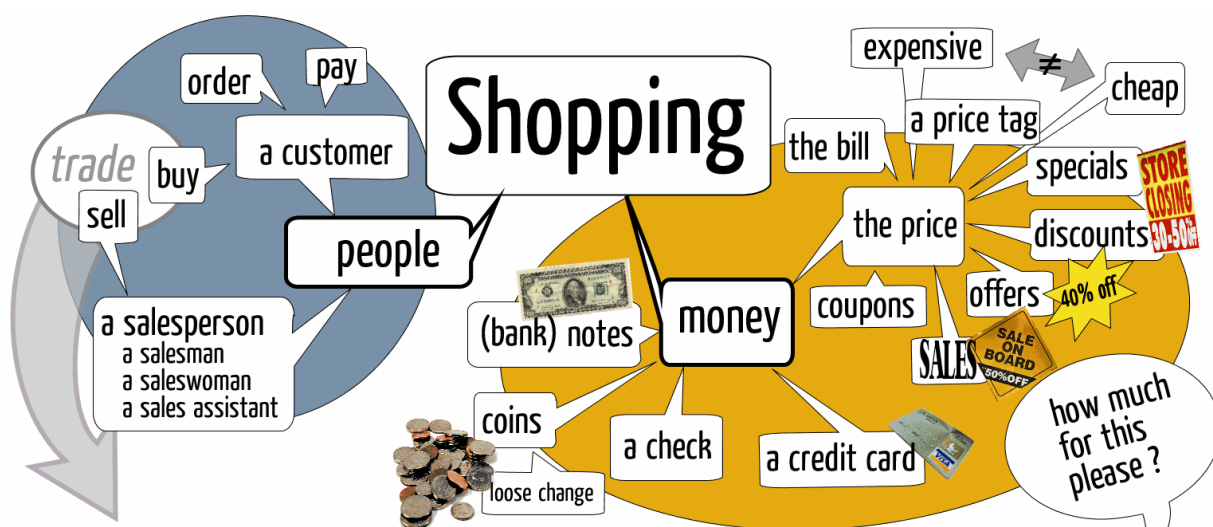 Shopping
people
a customer
order
pay
buy
trade
sell
a salesperson
a salesman
a saleswoman
a sales assistant
money
(bank) notes
coins
loose change
a check
a credit card
VISA
the price
the bill
expensive
≠
cheap
a price tag
specials
discounts
offers
coupons
SALES
STORE
CLOSING
30-50% OFF
40% off
SALE
ON
BOARD
50%OFF
how much
for this
please ?